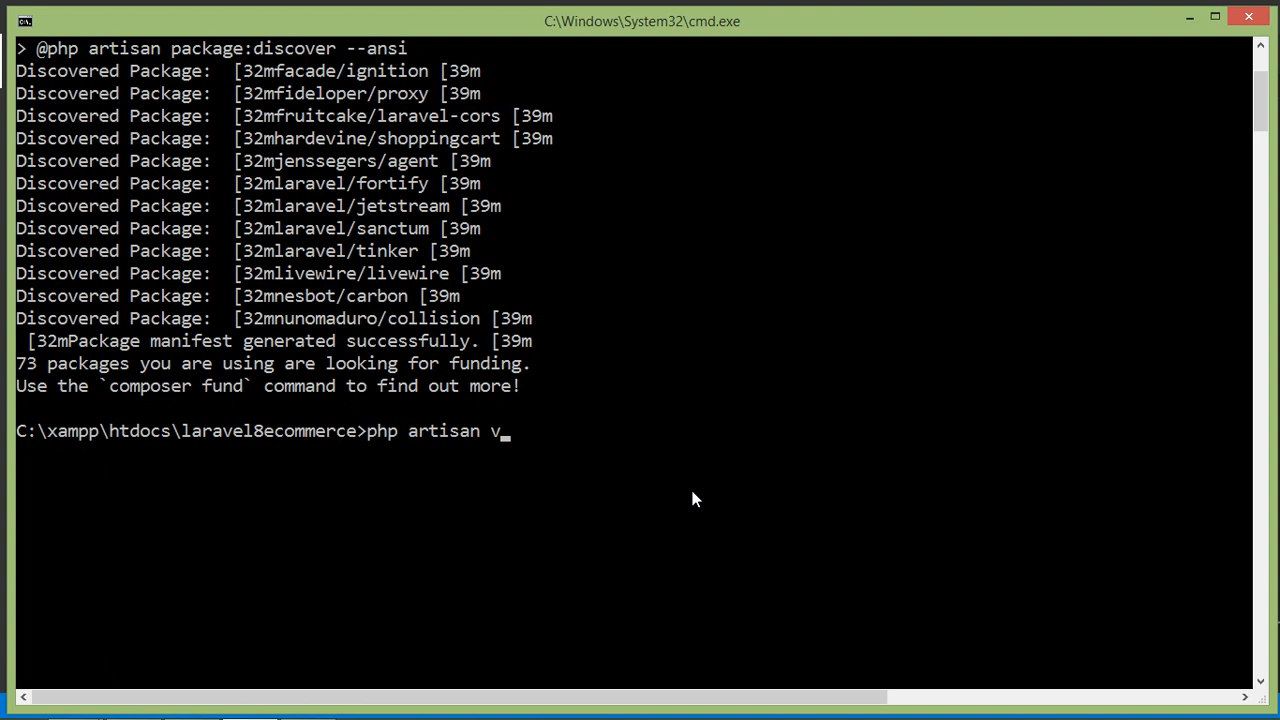 C:\Windows\System32\cmd.exe
> @php artisan package:discover --ansi
Discovered Package:  [32mfacade/ignition [39m
Discovered Package:  [32mfideloper/proxy [39m
Discovered Package:  [32mfruitcake/laravel-cors [39m
Discovered Package:  [32mhardevine/shoppingcart [39m
Discovered Package:  [32mjenssegers/agent [39m
Discovered Package:  [32mlaravel/fortify [39m
Discovered Package:  [32mlaravel/jetstream [39m
Discovered Package:  [32mlaravel/sanctum [39m
Discovered Package:  [32mlaravel/tinker [39m
Discovered Package:  [32mlivewire/livewire [39m
Discovered Package:  [32mnesbot/carbon [39m
Discovered Package:  [32mnunomaduro/collision [39m
[32mPackage manifest generated successfully. [39m
73 packages you are using are looking for funding.
Use the `composer fund` command to find out more!
C:\xampp\htdocs\laravel8ecommerce>php artisan v_